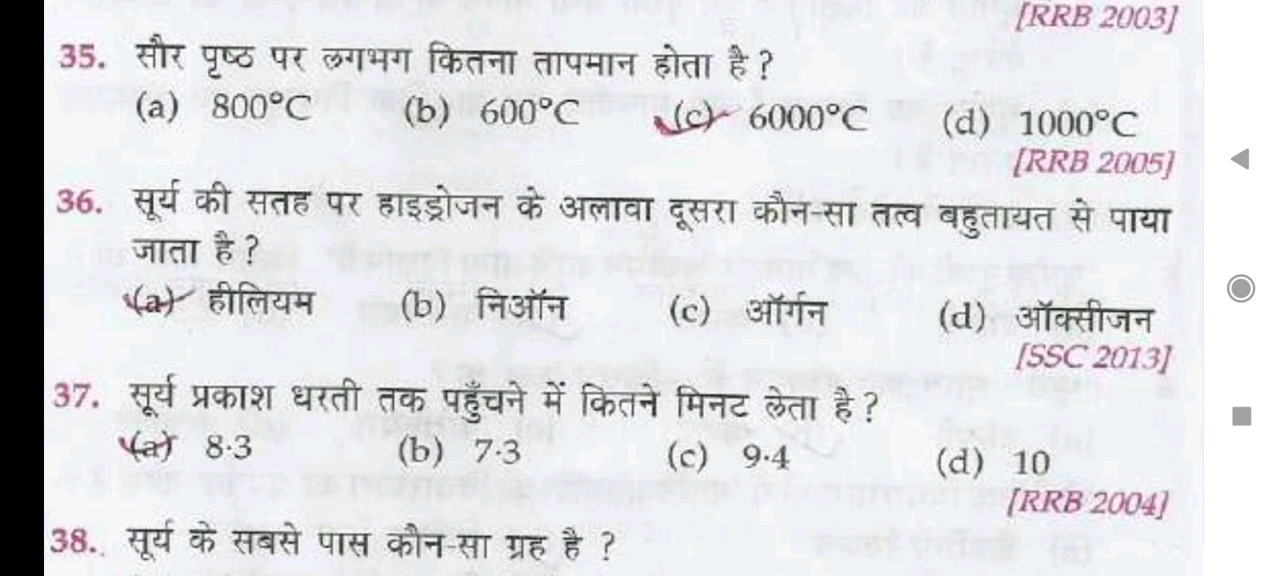 [RRB 2003]
35. सौर पृष्ठ पर लगभग कितना तापमान होता है ?
(a) 800°C (b) 600°C (c) 6000°C (d) 1000°C
[RRB 2005]
36. सूर्य की सतह पर हाइड्रोजन के अलावा दूसरा कौन-सा तत्व बहुतायत से पाया
जाता है ?
(a) हीलियम (b) निऑन (c) ऑर्गन (d) ऑक्सीजन
[SSC 2013]
37. सूर्य प्रकाश धरती तक पहुँचने में कितने मिनट लेता है ?
(a) 8·3 (b) 7·3 (c) 9·4 (d) 10
[RRB 2004]
38. सूर्य के सबसे पास कौन-सा ग्रह है ?